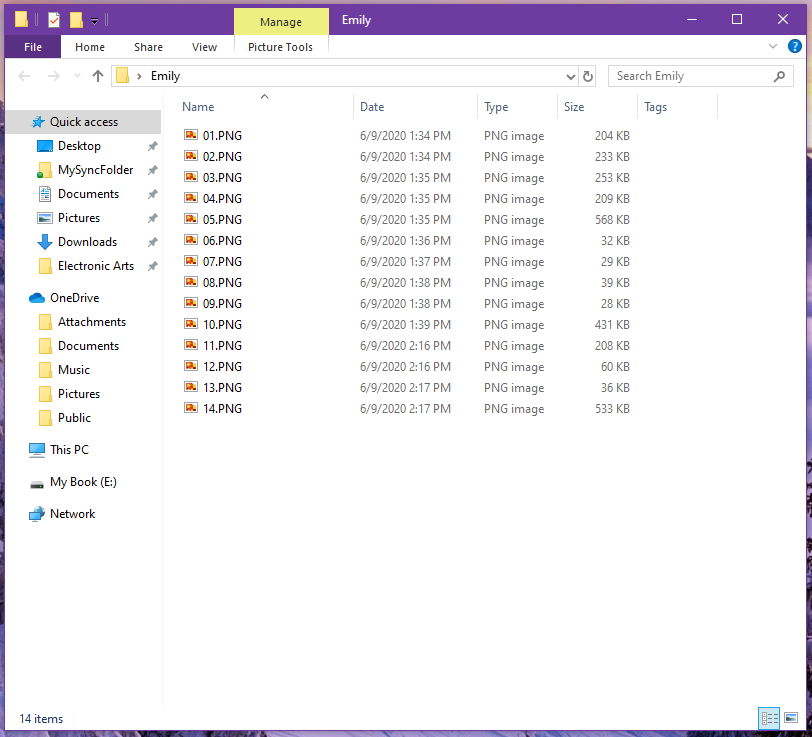 Manage Emily
File Home Share View Picture Tools
Emily Search Emily
Name Date Type Size Tags
Quick access
Desktop
MySyncFolder
Documents
Pictures
Downloads
Electronic Arts
OneDrive
Attachments
Documents
Music
Pictures
Public
This PC
My Book (E:)
Network
01.PNG 6/9/2020 1:34 PM PNG image 204 KB
02.PNG 6/9/2020 1:34 PM PNG image 233 KB
03.PNG 6/9/2020 1:35 PM PNG image 253 KB
04.PNG 6/9/2020 1:35 PM PNG image 209 KB
05.PNG 6/9/2020 1:35 PM PNG image 568 KB
06.PNG 6/9/2020 1:36 PM PNG image 32 KB
07.PNG 6/9/2020 1:37 PM PNG image 29 KB
08.PNG 6/9/2020 1:38 PM PNG image 39 KB
09.PNG 6/9/2020 1:38 PM PNG image 28 KB
10.PNG 6/9/2020 1:39 PM PNG image 431 KB
11.PNG 6/9/2020 2:16 PM PNG image 208 KB
12.PNG 6/9/2020 2:16 PM PNG image 60 KB
13.PNG 6/9/2020 2:17 PM PNG image 36 KB
14.PNG 6/9/2020 2:17 PM PNG image 533 KB
14 items